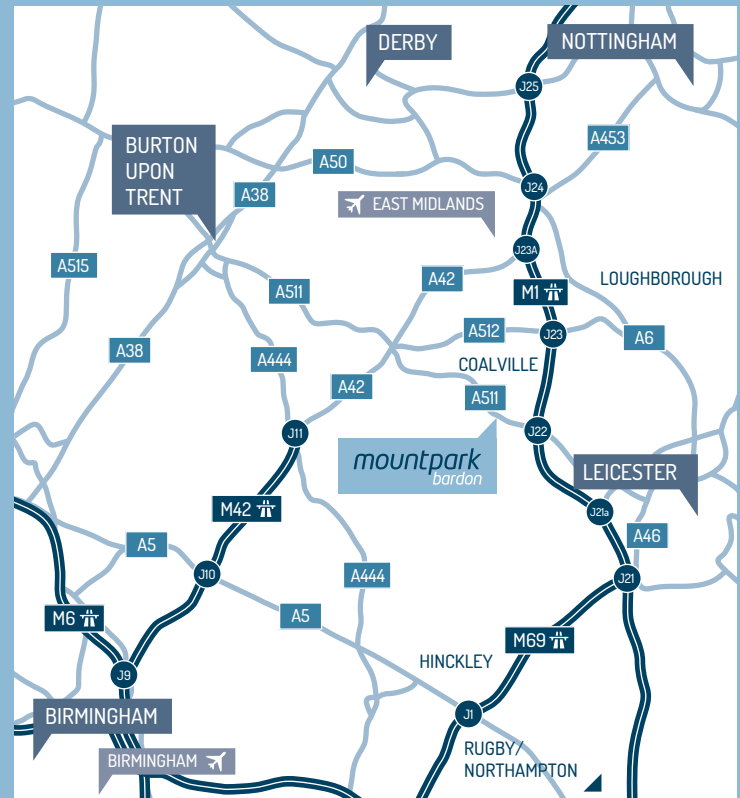 DERBY
NOTTINGHAM
J25
BURTON
UPON
TRENT
A453
A50
J24
A38
EAST MIDLANDS
J23A
A515
A42
LOUGHBOROUGH
A511
M1
A512
J23
A6
A38
A444
COALVILLE
A42
A511
J11
J22
mountpark
bardon
LEICESTER
M42
J21a
A46
A5
J10
A444
J21
A5
M6
M69
HINCKLEY
J9
BIRMINGHAM
J1
RUGBY/
NORTHAMPTON
BIRMINGHAM